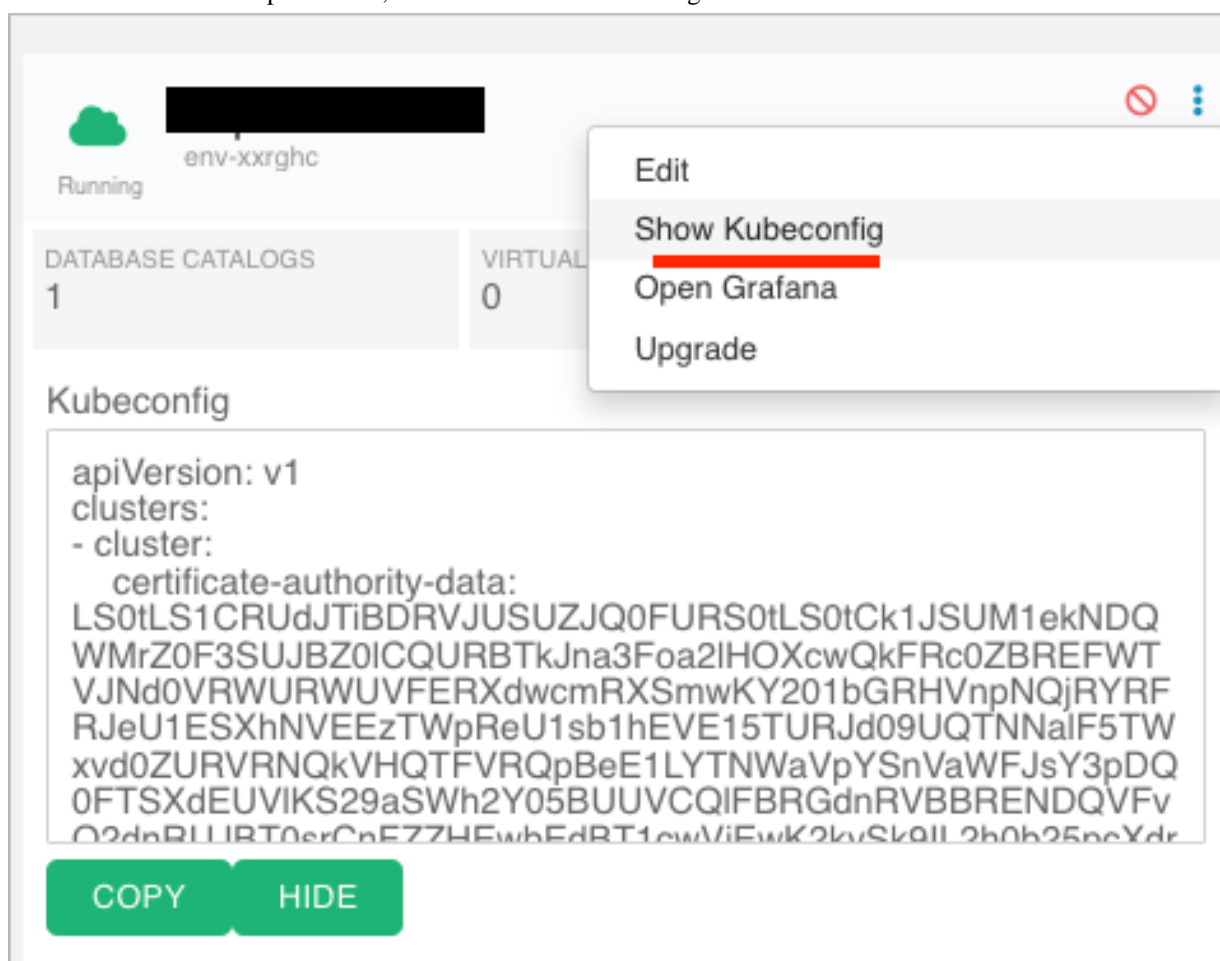 env-xxrghc
Running
Edit
Show Kubeconfig
Open Grafana
Upgrade
DATABASE CATALOGS
1
VIRTUAL
0
Kubeconfig
apiVersion: v1
clusters:
- cluster:
certificate-authority-data:
LS0tLS1CRUdJTiBDRVJUSUZJQ0FURS0tLS0tCk1JSUM1ekNDQ
WMrZ0F3SUJBZ0lCQURBTkJna3Foa2lHOXcwQkFRc0ZBREFWT
VJNd0VRWURWUVFERXdwcmRXSmwKY201bGRHVnpNQjRYRF
RJeU1ESXhNVEEzTWpReU1sb1hEVE15TURJd09UQTNNalF5TW
xvd0ZURVRNQkVHQTFVRQpBeE1LYTNWaVpYSnVaWFJsY3pDQ
0FTSXdEUVlKS29aSWh2Y05BUUVCQlFBRGdnRVBBRENDQVFv
COPY
HIDE